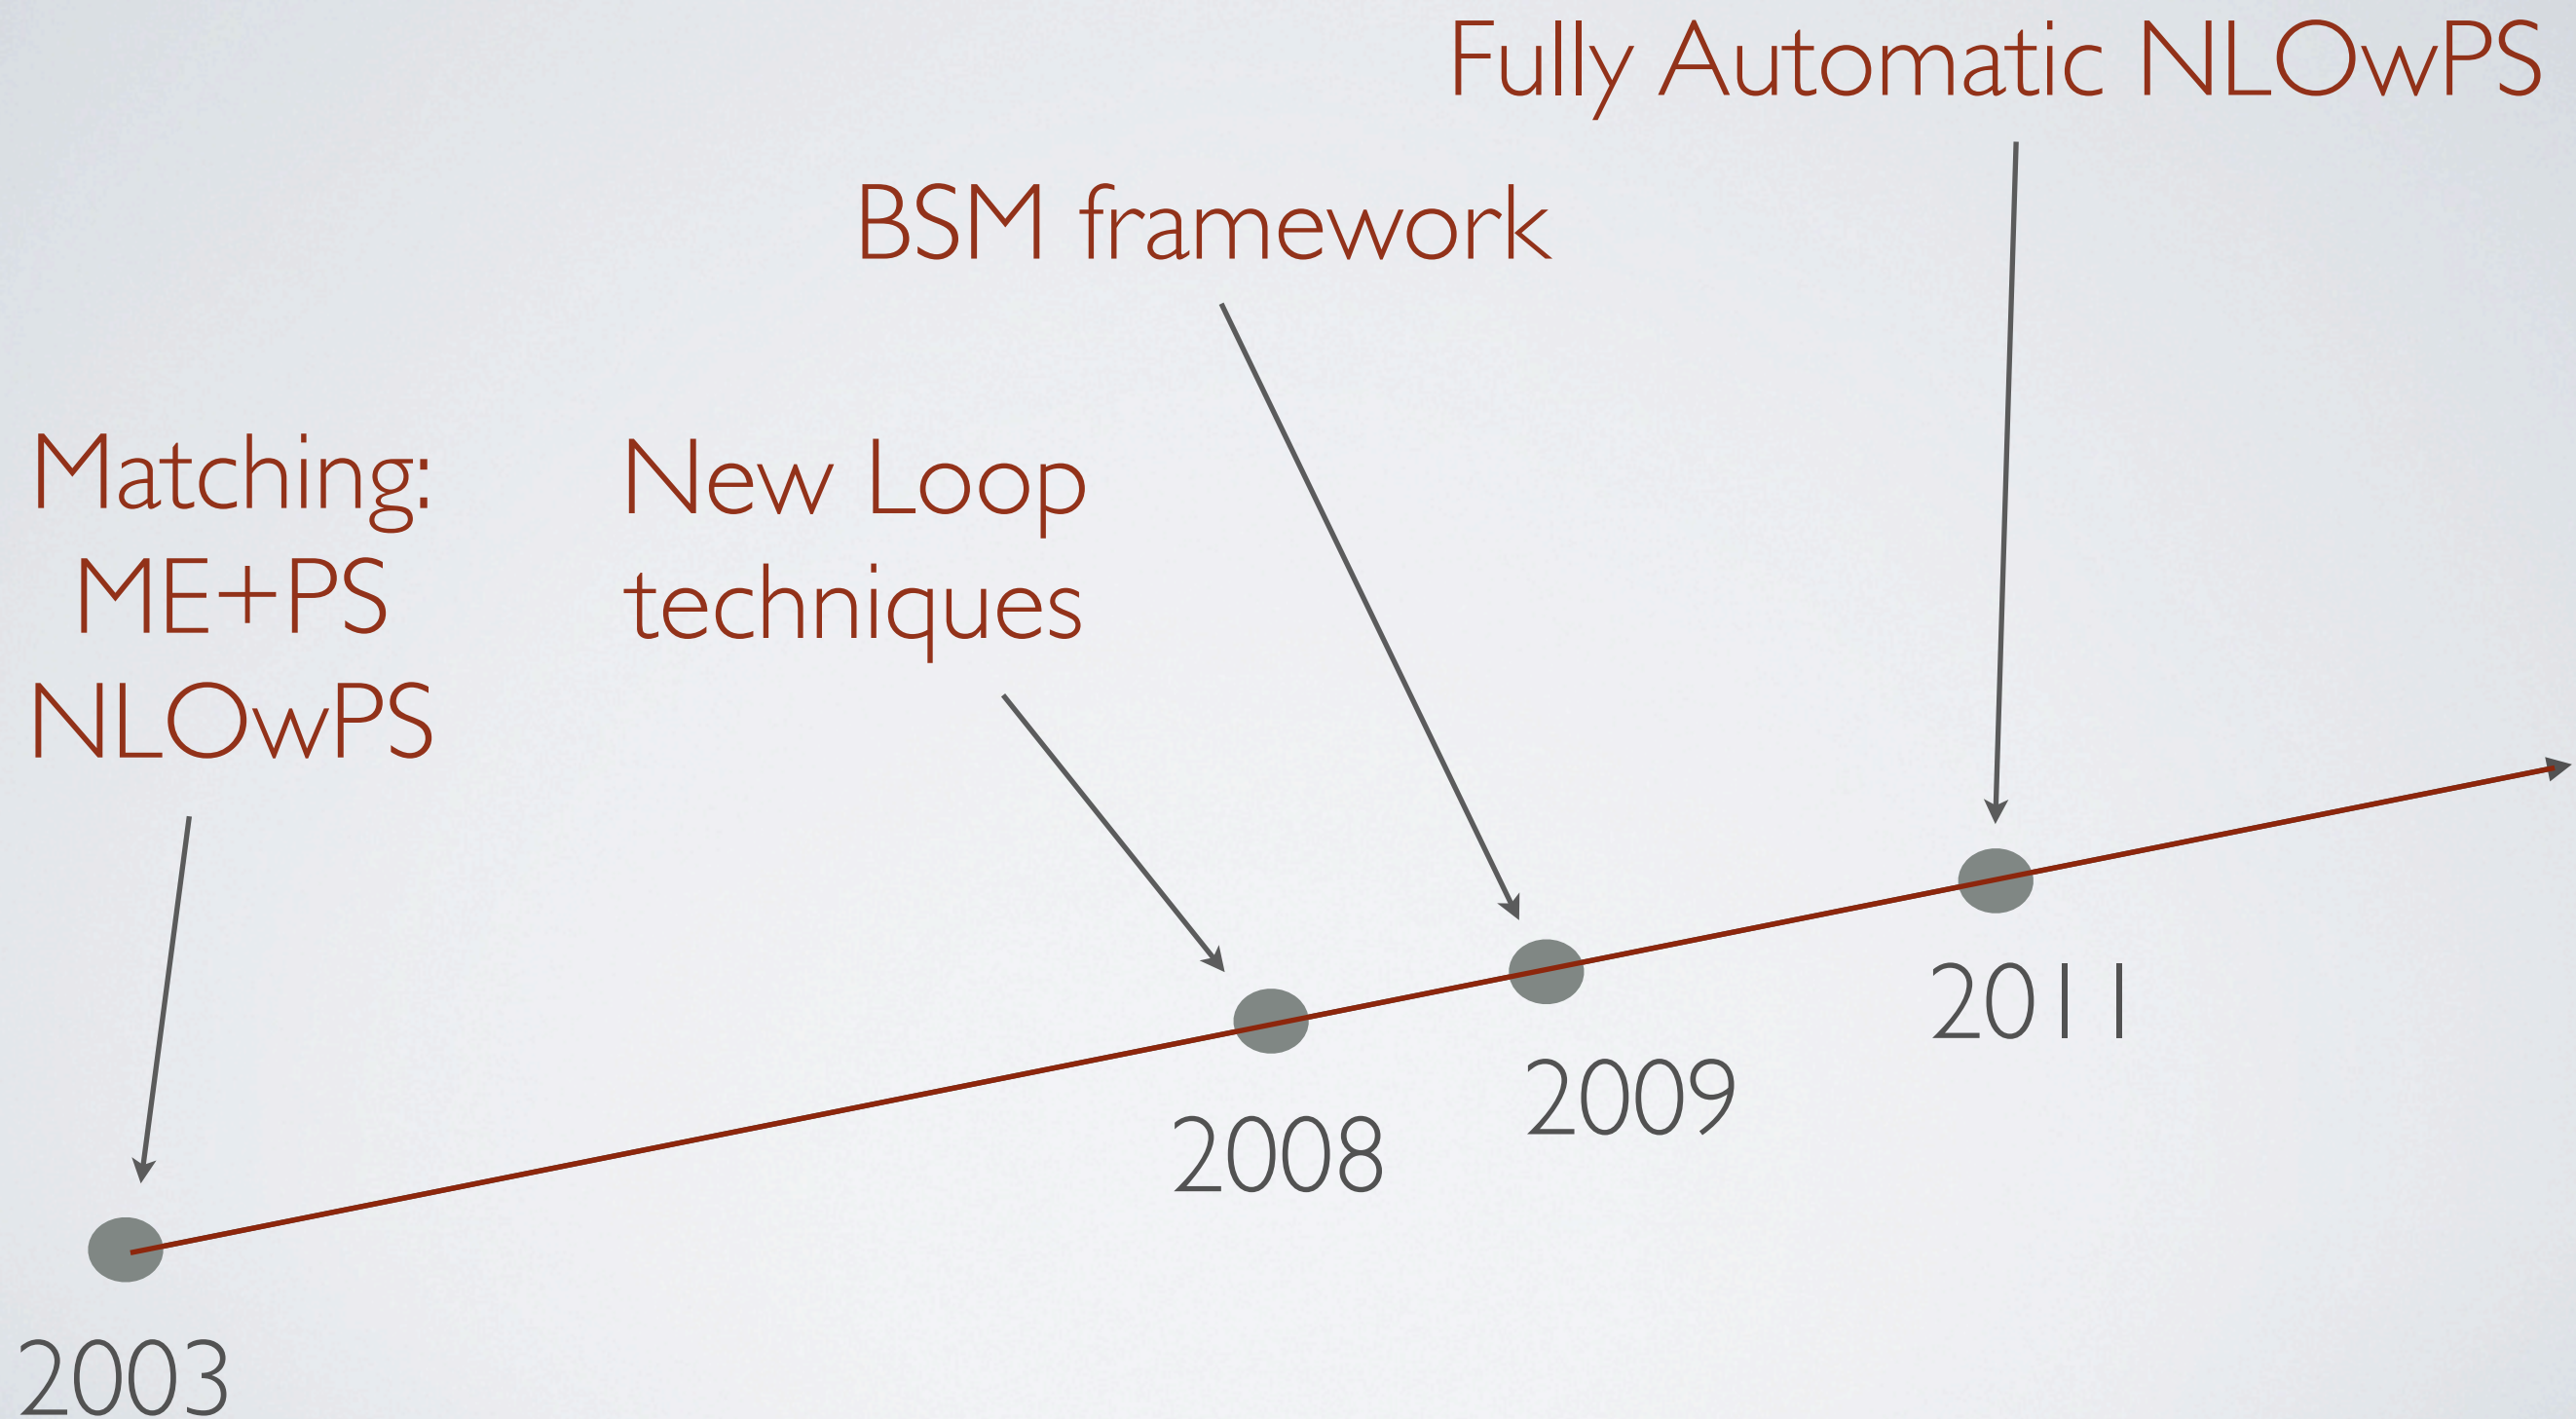 Fully Automatic NLOwPS
BSM framework
Matching:
ME+PS
NLOwPS
New Loop
techniques
2011
2009
2008
2003